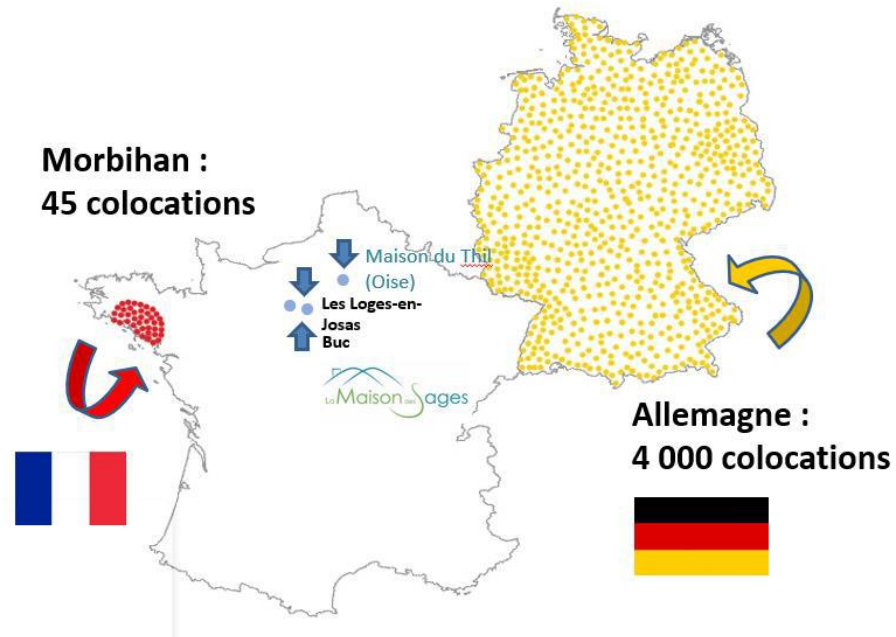 Morbihan :
45 colocations
Maison du Thil
(Oise)
Les Loges-en-
Josas
Buc
La Maison des Sages
Allemagne :
4 000 colocations